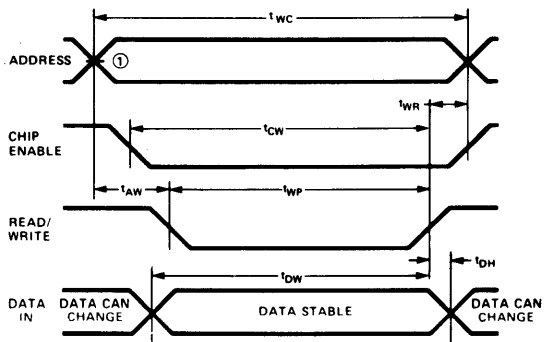 tWC
ADDRESS
①
tWR
CHIP
ENABLE
tCW
tAW
tWP
READ/
WRITE
tDH
tDW
DATA
IN
DATA CAN
CHANGE
DATA STABLE
DATA CAN
CHANGE